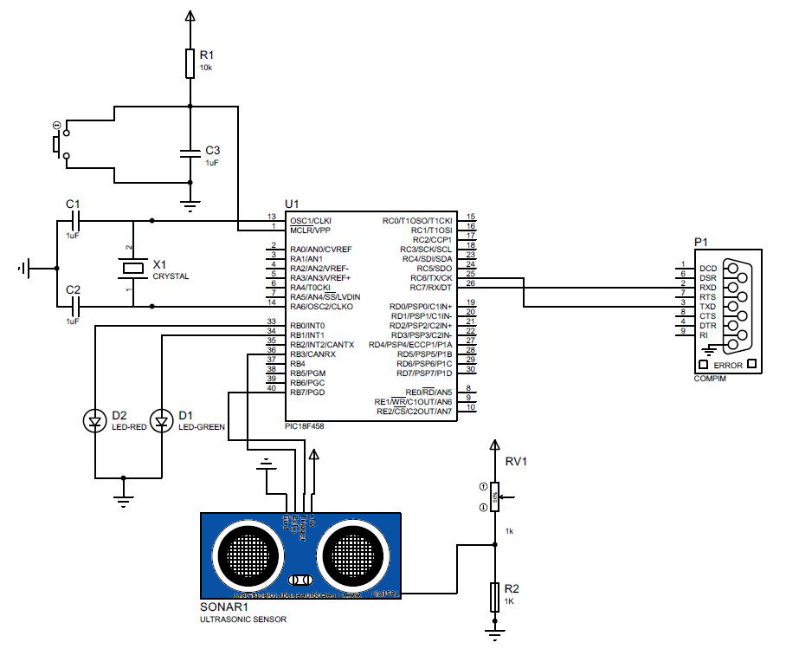 R1
10k
C3
1uF
C1
1uF
X1
CRYSTAL
2
1
C2
1uF
U1
13
OSC1/CLKI
1
MCLR/VPP
2
RA0/AN0/CVREF
3
RA1/AN1
4
RA2/AN2/VREF-
5
RA3/AN3/VREF+
6
RA4/T0CKI
7
RA5/AN4/SS/LVDIN
14
RA6/OSC2/CLKO
33
RB0/INT0
34
RB1/INT1
35
RB2/INT2/CANTX
36
RB3/CANRX
37
RB4
38
RB5/PGM
39
RB6/PGC
40
RB7/PGD
RC0/T1OSO/T1CKI
15
RC1/T1OSI
16
RC2/CCP1
17
RC3/SCK/SCL
18
RC4/SDI/SDA
23
RC5/SDO
24
RC6/TX/CK
25
RC7/RX/DT
26
RD0/PSP0/C1IN+
19
RD1/PSP1/C1IN-
20
RD2/PSP2/C2IN+
21
RD3/PSP3/C2IN-
22
RD4/PSP4/ECCP1/P1A
27
RD5/PSP5/P1B
28
RD6/PSP6/P1C
29
RD7/PSP7/P1D
30
RE0/RD/AN5
8
RE1/WR/C1OUT/AN6
9
RE2/CS/C2OUT/AN7
10
PIC18F458
P1
1
DCD
6
DSR
2
RXD
7
RTS
3
TXD
8
CTS
4
DTR
9
RI
ERROR
COMPIM
D2
LED-RED
D1
LED-GREEN
RV1
1k
R2
1K
SONAR1
ULTRASONIC SENSOR